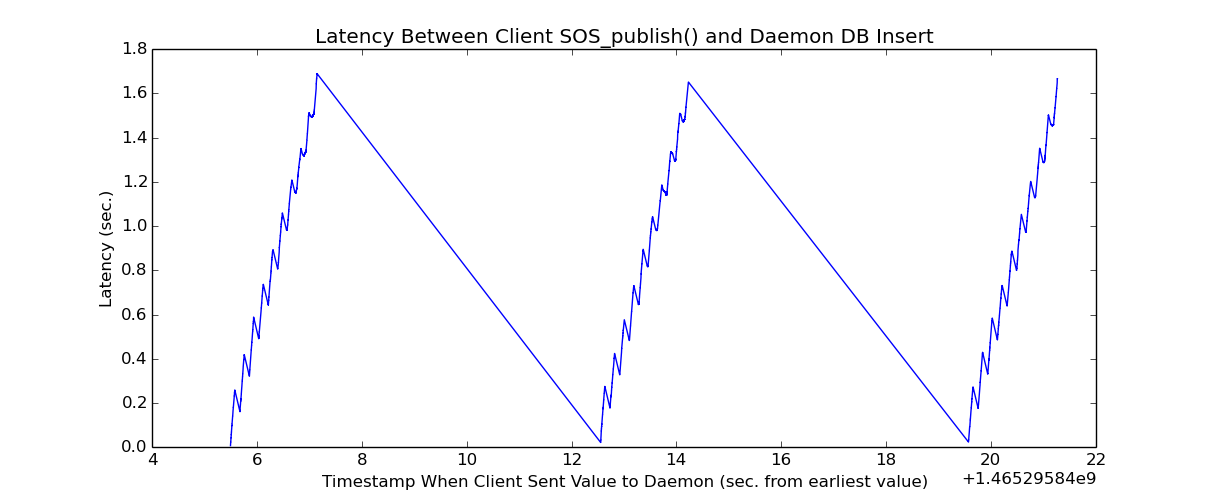 Latency Between Client SOS_publish() and Daemon DB Insert
1.8
1.6
1.4
1.2
1.0
0.8
0.6
0.4
0.2
0.0
Latency (sec.)
4 6 8 10 12 14 16 18 20 22
Timestamp When Client Sent Value to Daemon (sec. from earliest value)
+1.46529584e9